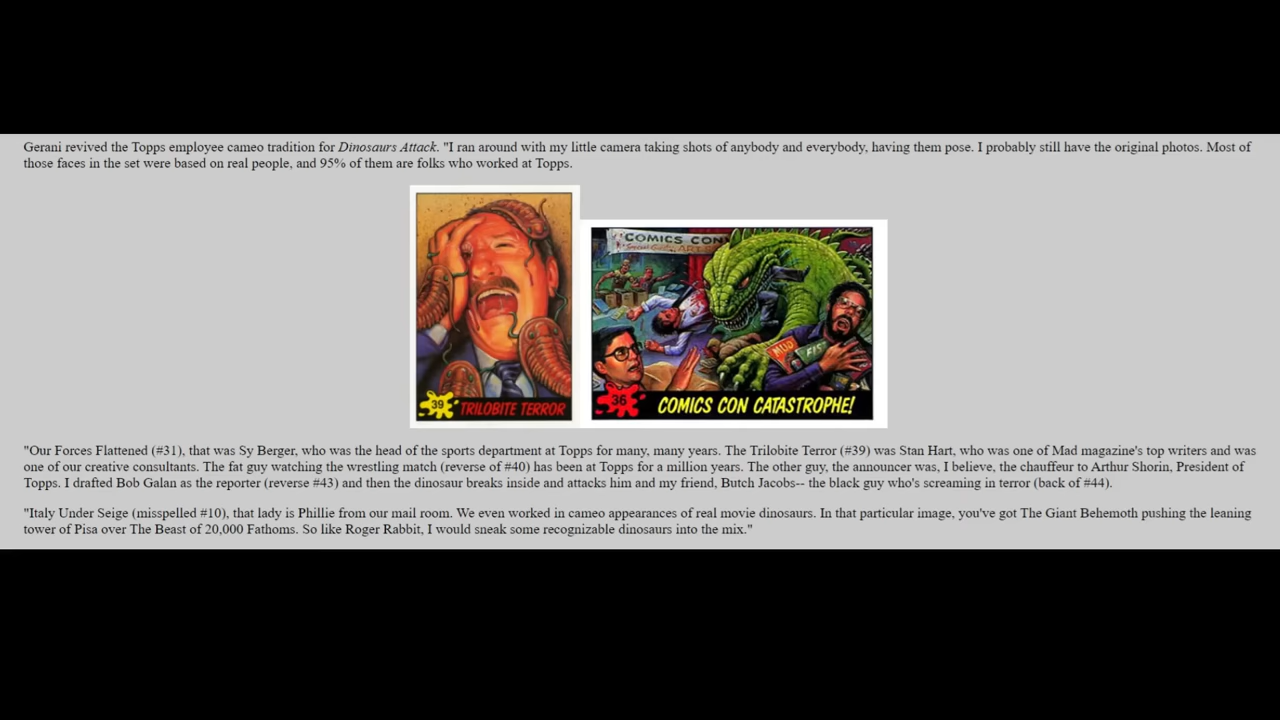 Gerani revived the Topps employee cameo tradition for Dinosaurs Attack. "I ran around with my little camera taking shots of anybody and everybody, having them pose. I probably still have the original photos. Most of
those faces in the set were based on real people, and 95% of them are folks who worked at Topps.
COMICS CON
ART
MUD
FIS
39 TRILOBITE TERROR
36 COMICS CON CATASTROPHE!
"Our Forces Flattened (#31), that was Sy Berger, who was the head of the sports department at Topps for many, many years. The Trilobite Terror (#39) was Stan Hart, who was one of Mad magazine's top writers and was
one of our creative consultants. The fat guy watching the wrestling match (reverse of #40) has been at Topps for a million years. The other guy, the announcer was, I believe, the chauffeur to Arthur Shorin, President of
Topps. I drafted Bob Galan as the reporter (reverse #43) and then the dinosaur breaks inside and attacks him and my friend, Butch Jacobs-- the black guy who's screaming in terror (back of #44).
"Italy Under Seige (misspelled #10), that lady is Phillie from our mail room. We even worked in cameo appearances of real movie dinosaurs. In that particular image, you've got The Giant Behemoth pushing the leaning
tower of Pisa over The Beast of 20,000 Fathoms. So like Roger Rabbit, I would sneak some recognizable dinosaurs into the mix."